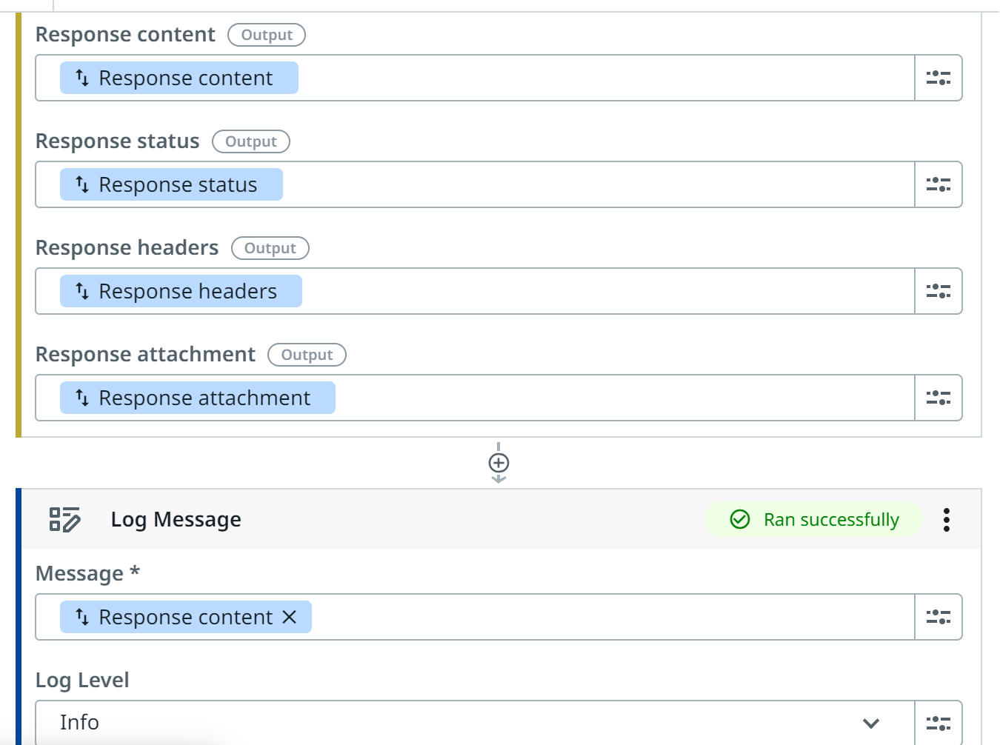 Response content Output
Response content
Response status Output
Response status
Response headers Output
Response headers
Response attachment Output
Response attachment
Log Message Ran successfully
Message *
Response content
Log Level
Info